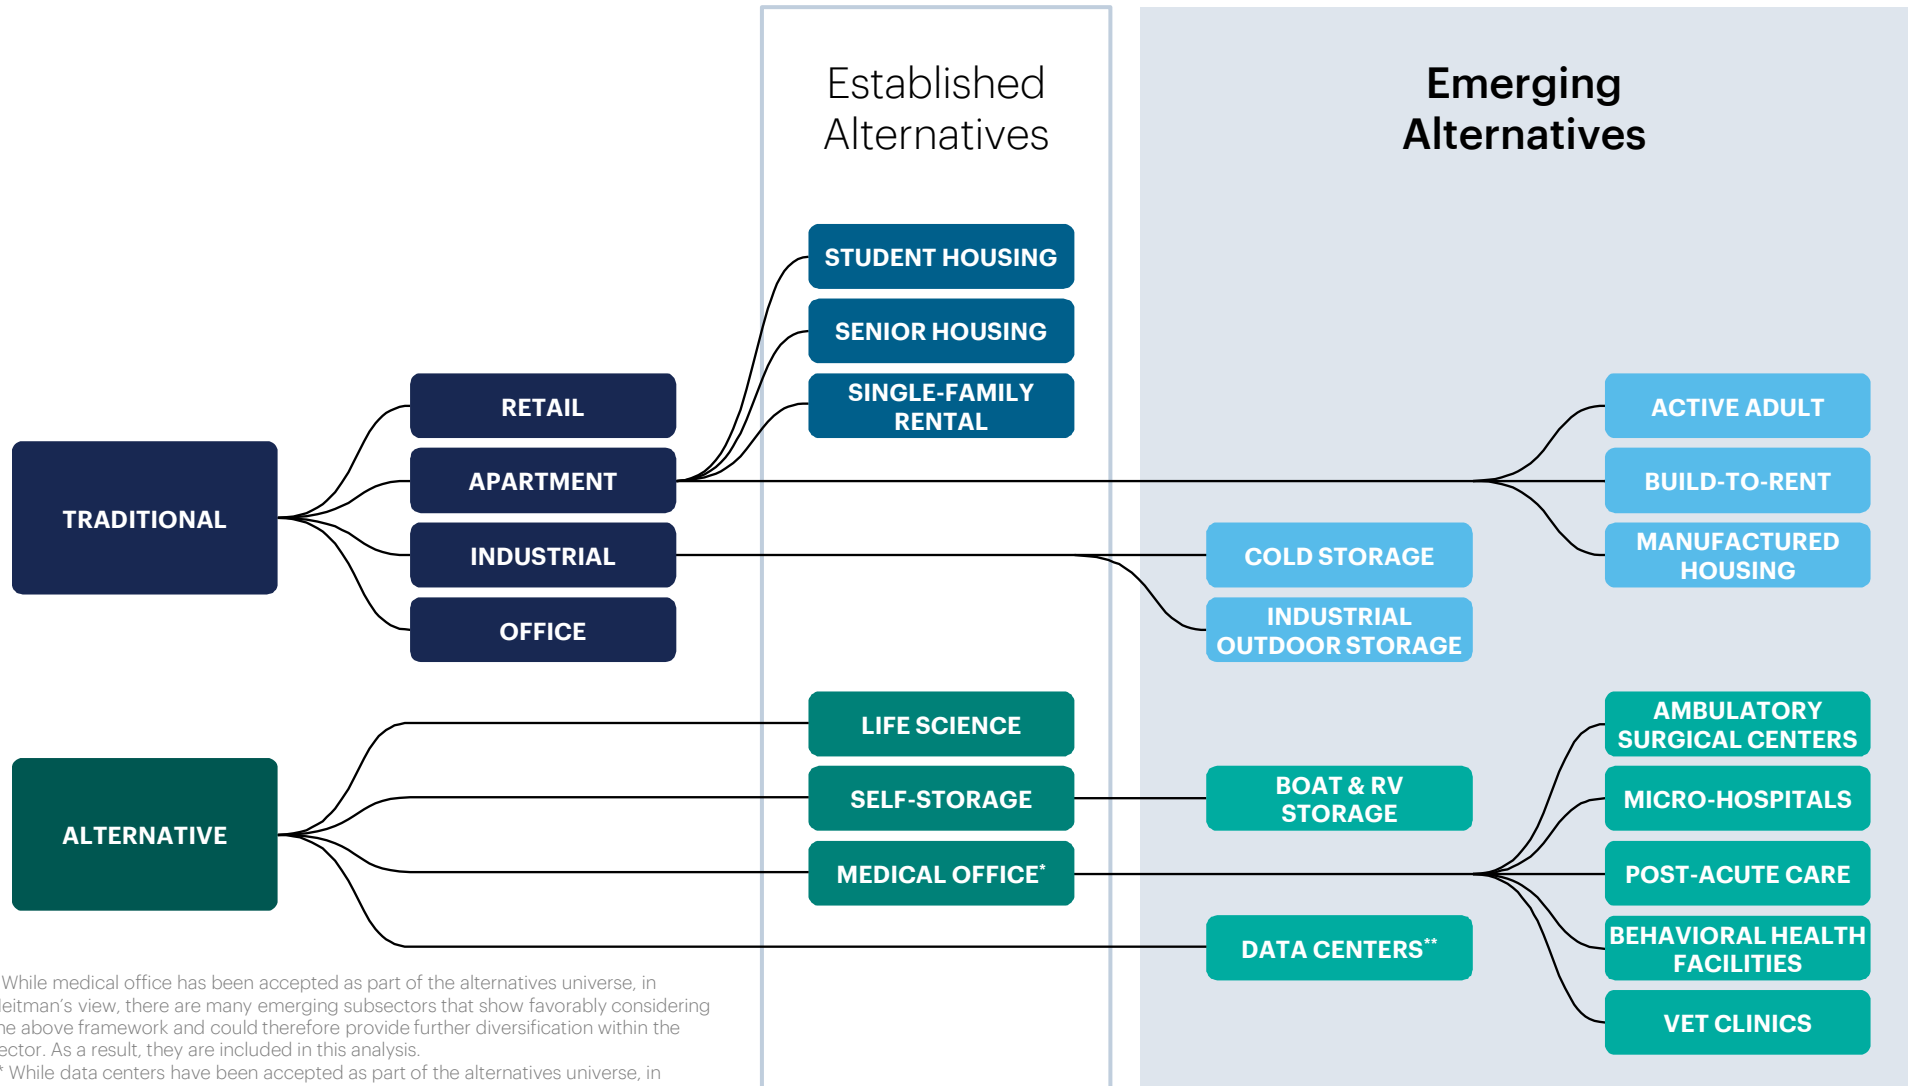 Established
Alternatives
Emerging
Alternatives
STUDENT HOUSING
SENIOR HOUSING
SINGLE-FAMILY
RENTAL
RETAIL
APARTMENT
INDUSTRIAL
OFFICE
TRADITIONAL
ACTIVE ADULT
BUILD-TO-RENT
MANUFACTURED
HOUSING
COLD STORAGE
INDUSTRIAL
OUTDOOR STORAGE
ALTERNATIVE
LIFE SCIENCE
SELF-STORAGE
MEDICAL OFFICE*
BOAT & RV
STORAGE
DATA CENTERS**
AMBULATORY
SURGICAL CENTERS
MICRO-HOSPITALS
POST-ACUTE CARE
BEHAVIORAL HEALTH
FACILITIES
VET CLINICS
While medical office has been accepted as part of the alternatives universe, in
eitman's view, there are many emerging subsectors that show favorably considering
he above framework and could therefore provide further diversification within the
ector. As a result, they are included in this analysis.
* While data centers have been accepted as part of the alternatives universe, in